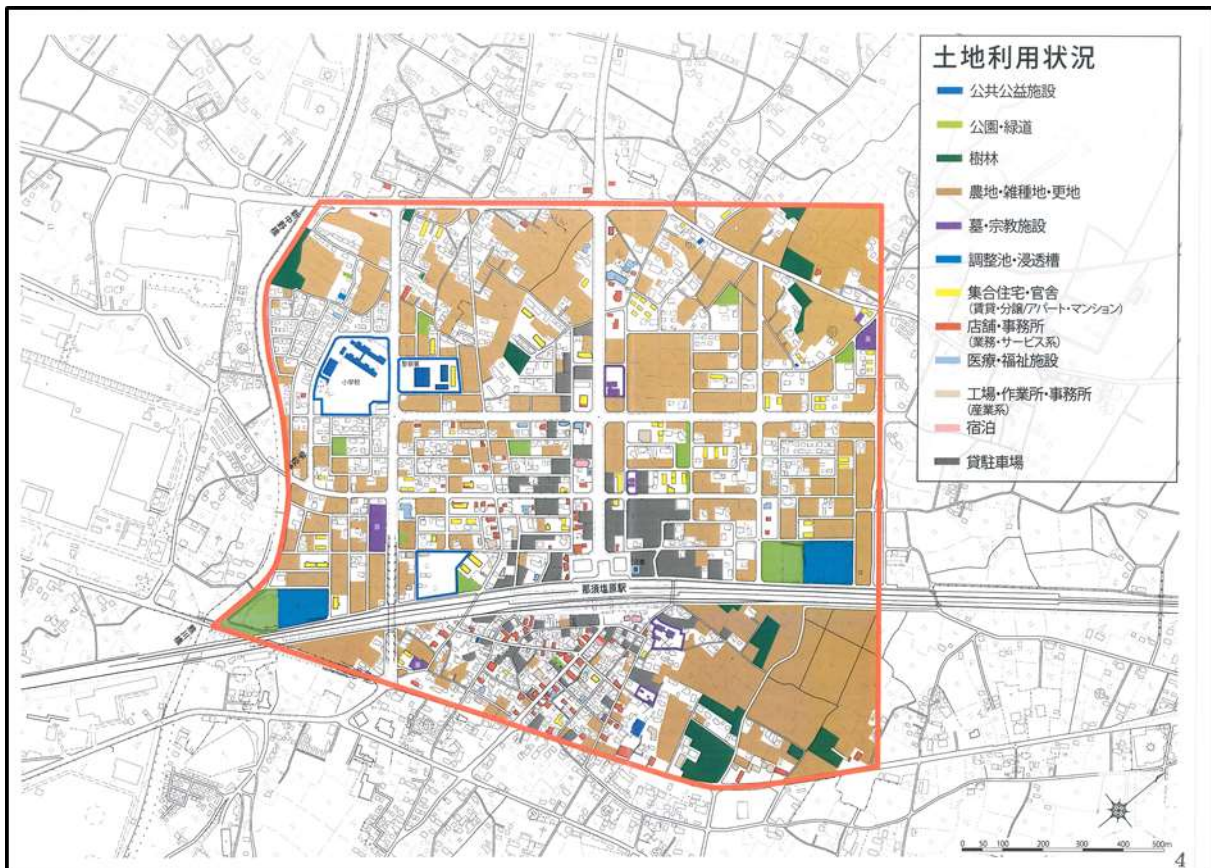 土地利用状況
公共公益施設
公園・緑道
樹林
農地・雑種地・更地
墓・宗教施設
調整池・浸透槽
集合住宅・官舎
(賃貸・分譲/アパート・マンション)
店舗・事務所
(業務・サービス系)
医療・福祉施設
工場・作業所・事務所
(産業系)
宿泊
貸駐車場
小学校
那須塩原駅
0 50 100 200 300 400 500m
4